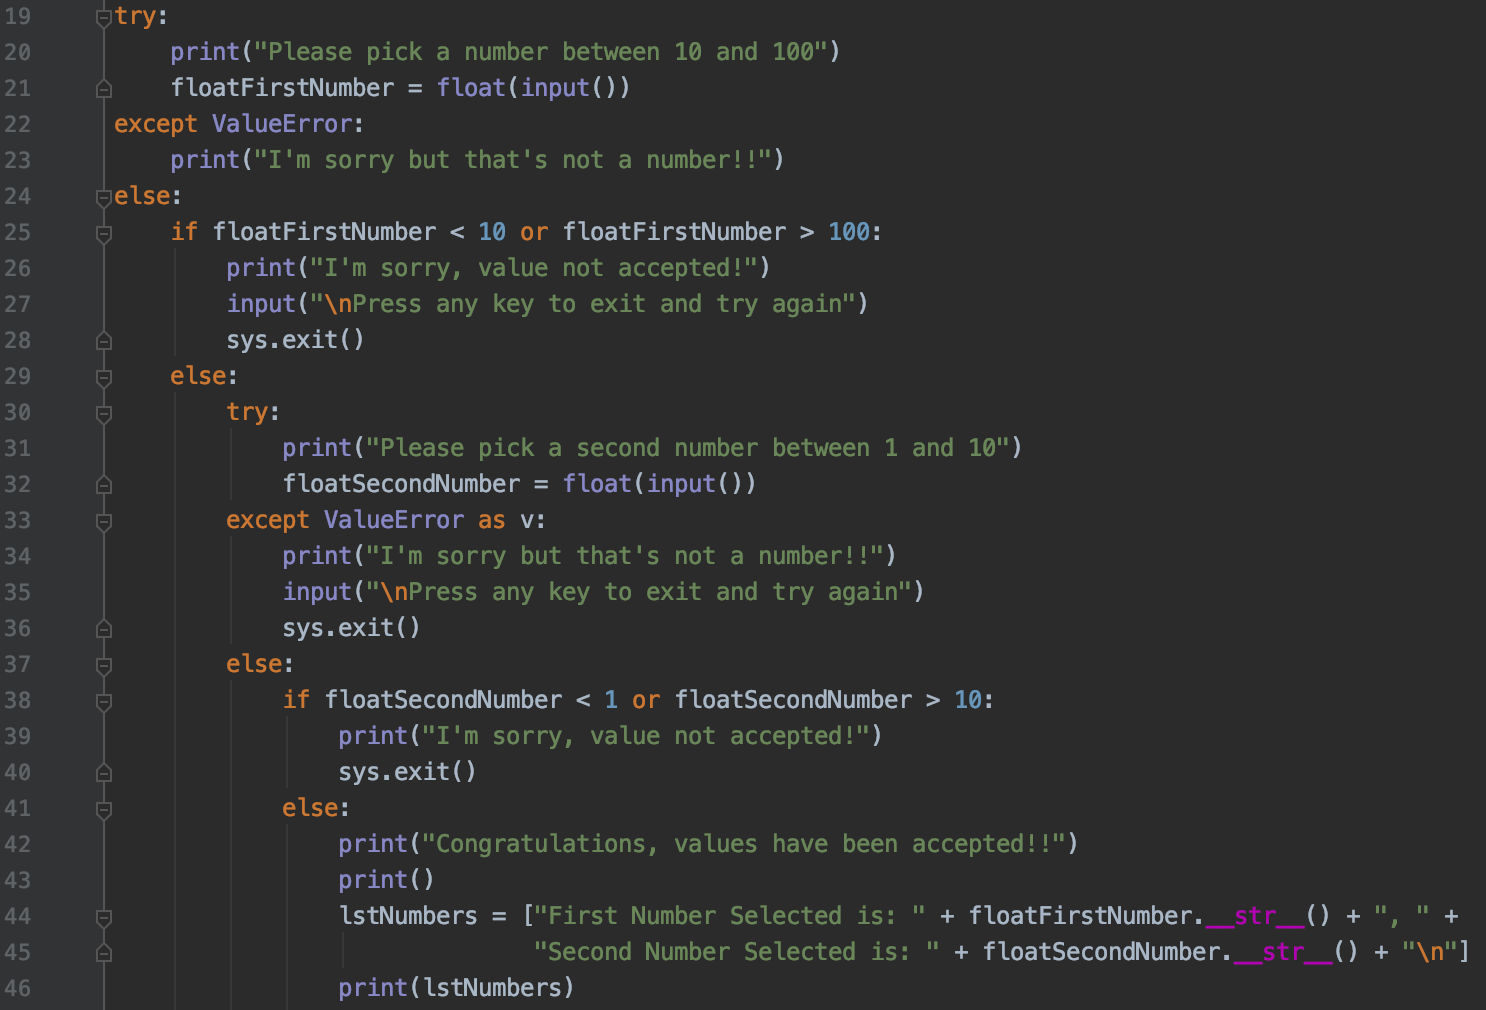 19 try:
20     print("Please pick a number between 10 and 100")
21     floatFirstNumber = float(input())
22 except ValueError:
23     print("I'm sorry but that's not a number!!")
24 else:
25     if floatFirstNumber < 10 or floatFirstNumber > 100:
26         print("I'm sorry, value not accepted!")
27         input("\nPress any key to exit and try again")
28         sys.exit()
29     else:
30         try:
31             print("Please pick a second number between 1 and 10")
32             floatSecondNumber = float(input())
33         except ValueError as v:
34             print("I'm sorry but that's not a number!!")
35             input("\nPress any key to exit and try again")
36             sys.exit()
37         else:
38             if floatSecondNumber < 1 or floatSecondNumber > 10:
39                 print("I'm sorry, value not accepted!")
40                 sys.exit()
41             else:
42                 print("Congratulations, values have been accepted!!")
43                 print()
44                 lstNumbers = ["First Number Selected is: " + floatFirstNumber.__str__() + ", " +
45                               "Second Number Selected is: " + floatSecondNumber.__str__() + "\n"]
46                 print(lstNumbers)